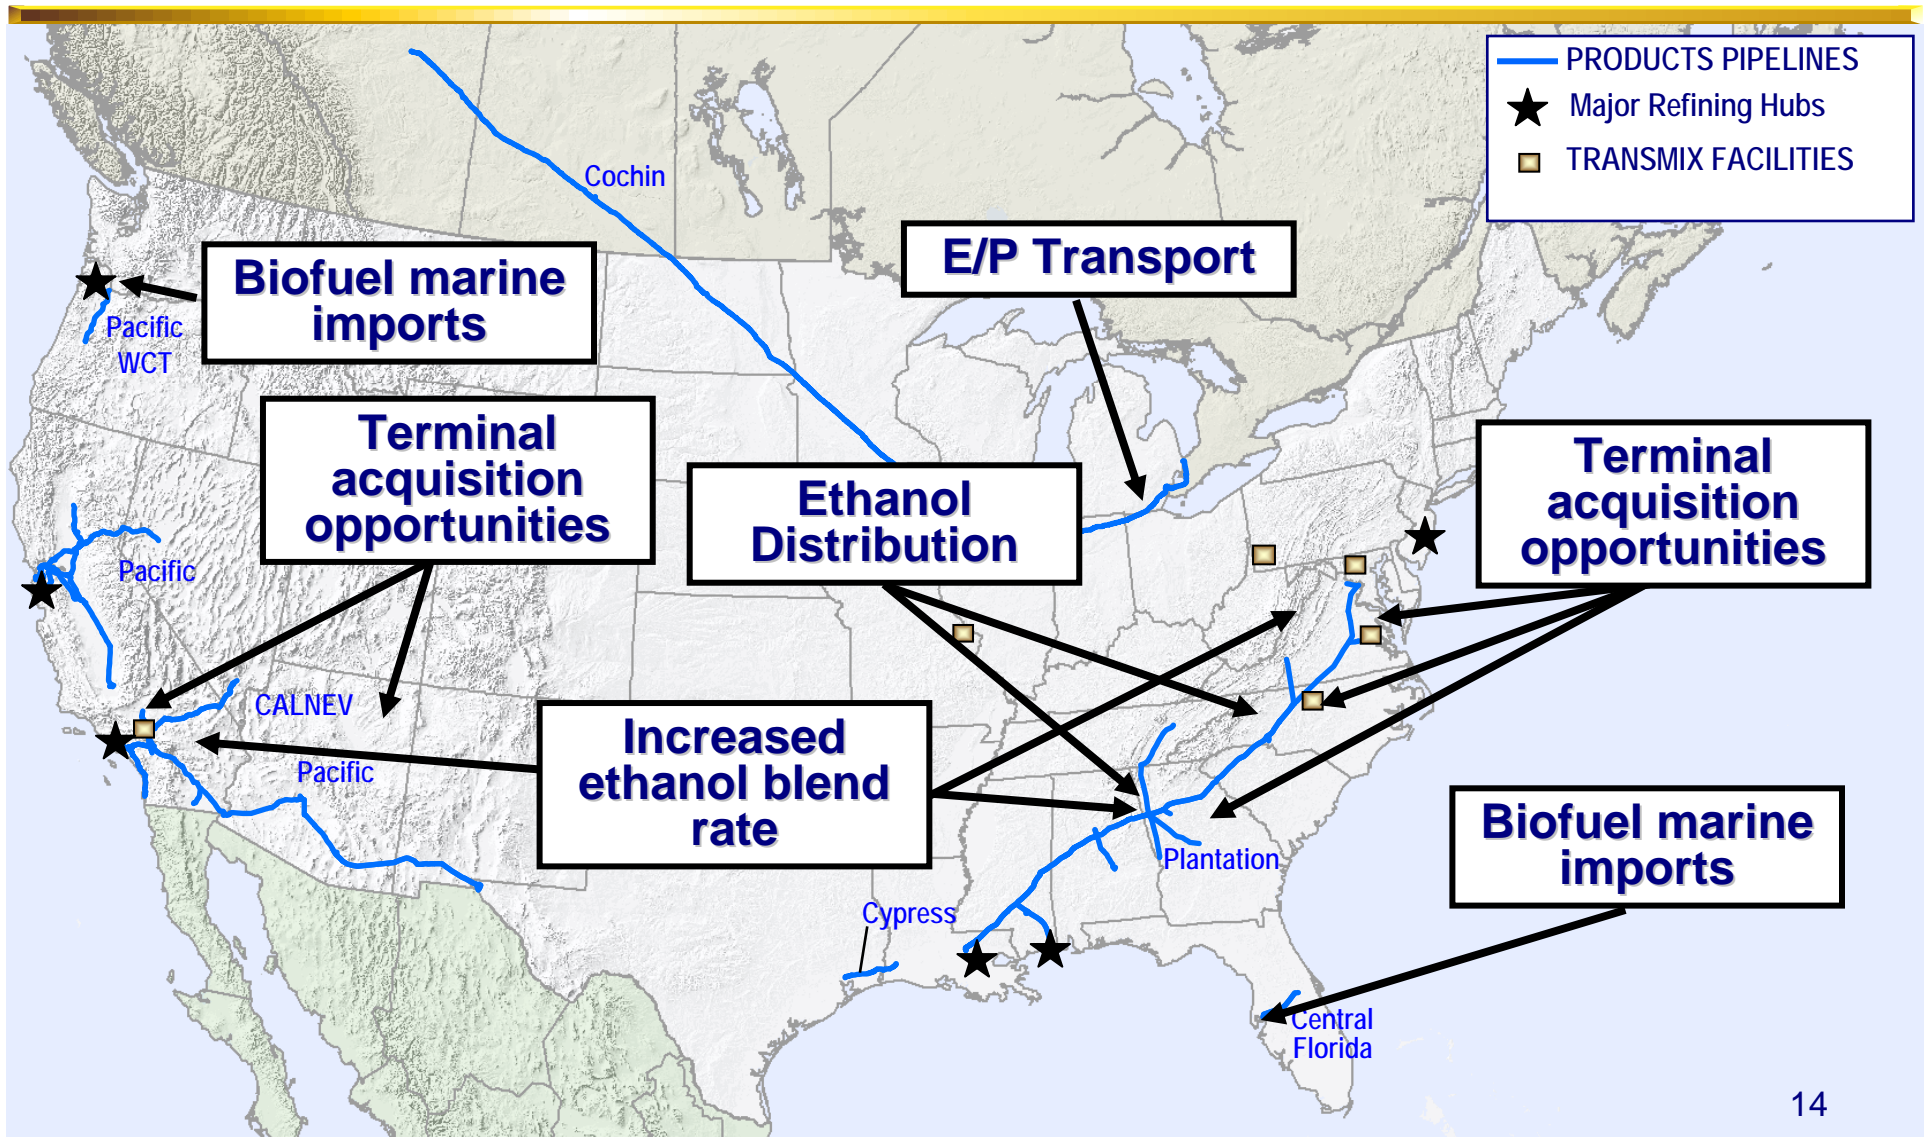 PRODUCTS PIPELINES
Major Refining Hubs
TRANSMIX FACILITIES
Cochin
E/P Transport
Biofuel marine
imports
Pacific
WCT
Terminal
acquisition
opportunities
Ethanol
Distribution
Terminal
acquisition
opportunities
Pacific
CALNEV
Pacific
Increased
ethanol blend
rate
Plantation
Biofuel marine
imports
Cypress
Central
Florida
14